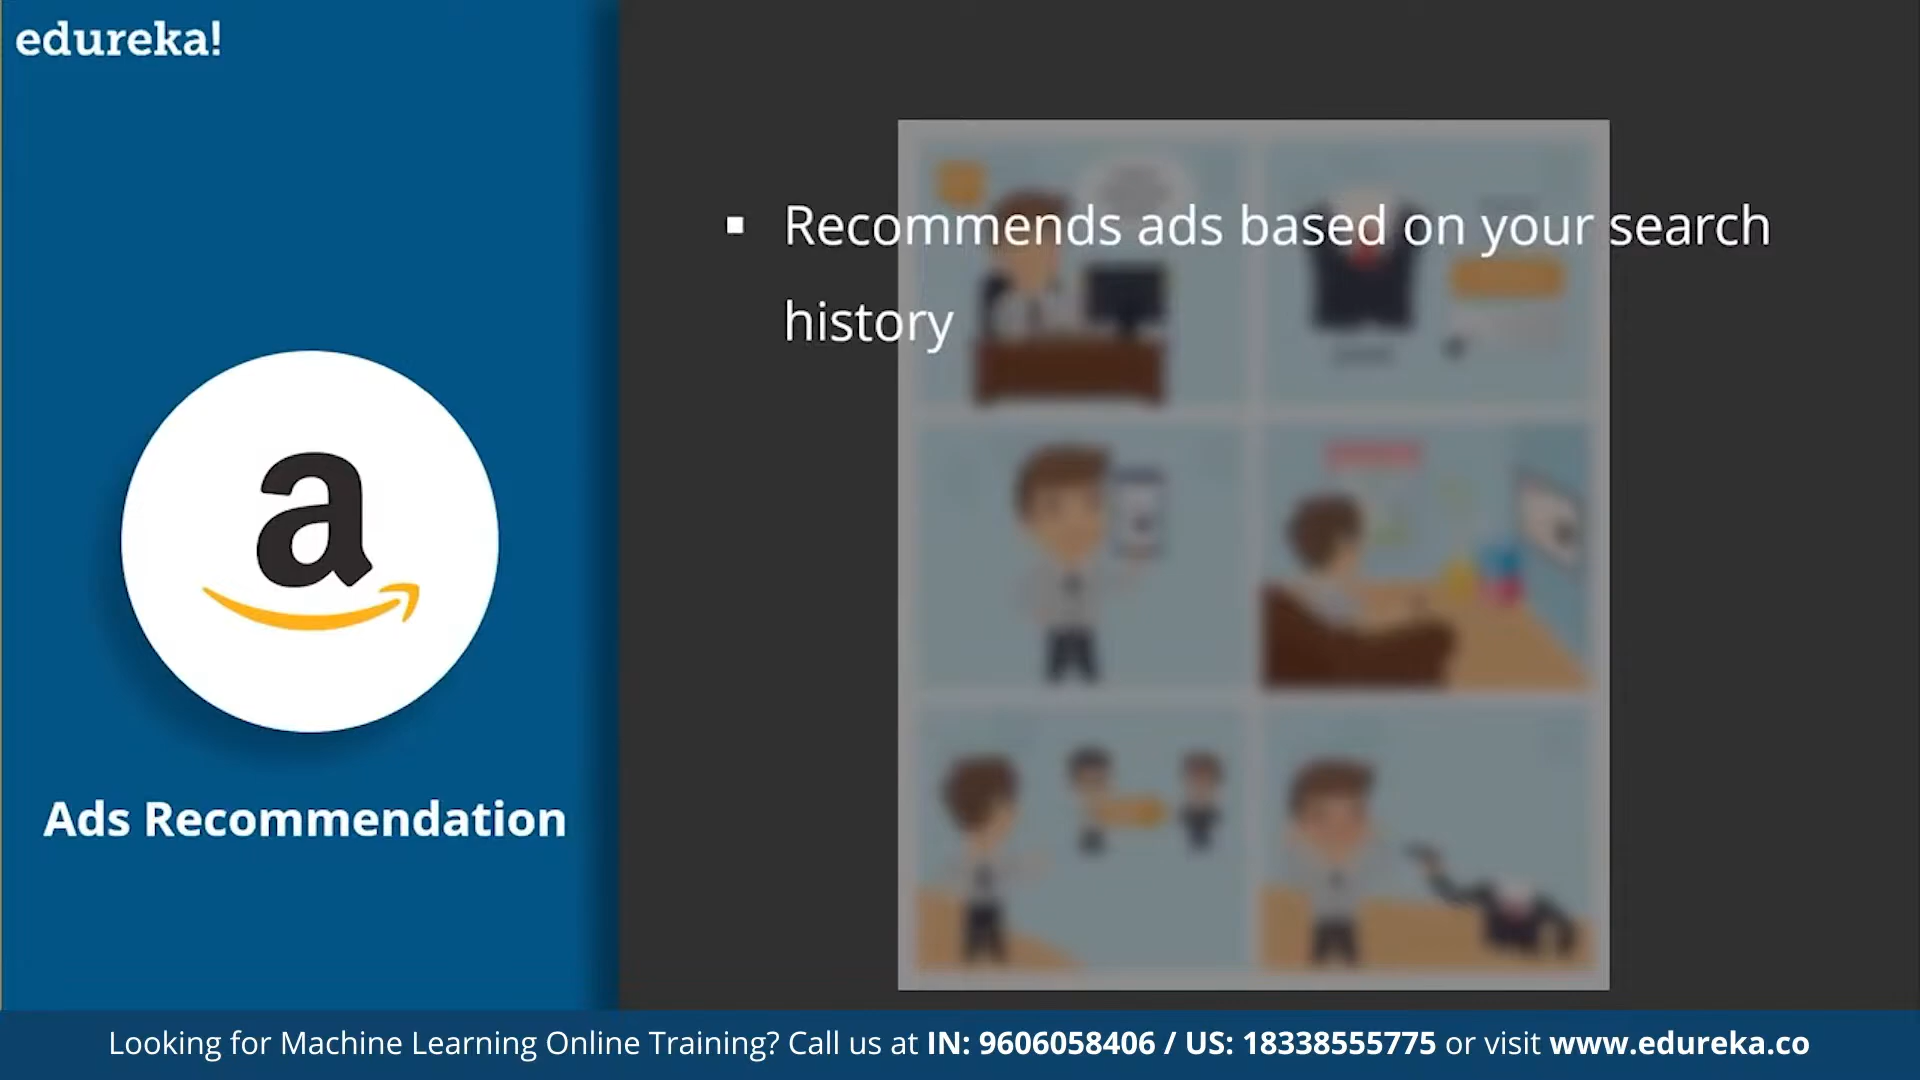 edureka!
Recommends ads based on your search
history
a
Ads Recommendation
Looking for Machine Learning Online Training? Call us at IN: 9606058406 / US: 18338555775 or visit www.edureka.co